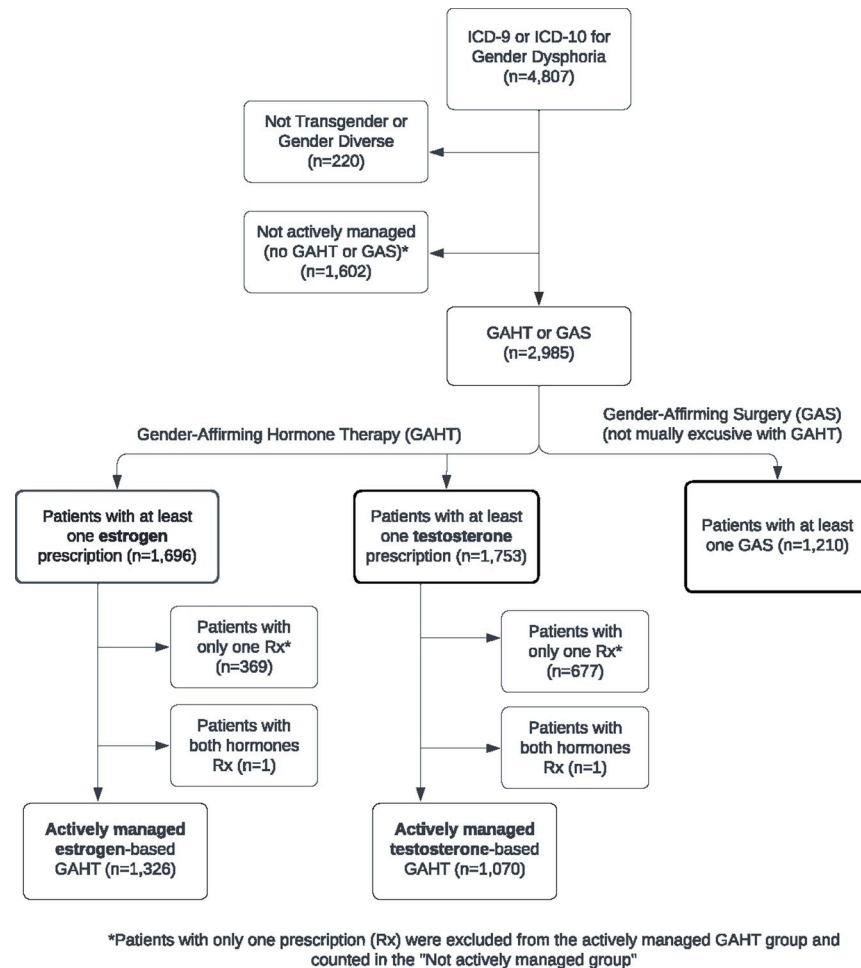 ICD-9 or ICD-10 for
Gender Dysphoria
(n=4,807)
Not Transgender or
Gender Diverse
(n=220)
Not actively managed
(no GAHT or GAS)*
(n=1,602)
GAHT or GAS
(n=2,985)
Gender-Affirming Hormone Therapy (GAHT)
Gender-Affirming Surgery (GAS)
(not mually excusive with GAHT)
Patients with at least
one estrogen
prescription (n=1,696)
Patients with at least
one testosterone
prescription (n=1,753)
Patients with at least
one GAS (n=1,210)
Patients with
only one Rx*
(n=369)
Patients with
only one Rx*
(n=677)
Patients with
both hormones
Rx (n=1)
Patients with
both hormones
Rx (n=1)
Actively managed
estrogen-based
GAHT (n=1,326)
Actively managed
testosterone-based
GAHT (n=1,070)
*Patients with only one prescription (Rx) were excluded from the actively managed GAHT group and
counted in the "Not actively managed group"